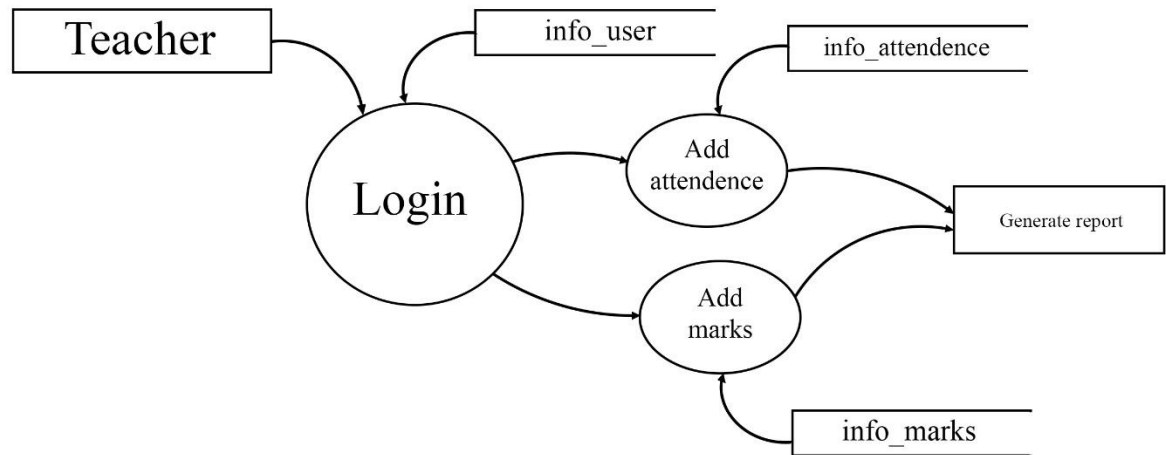 Teacher
info_user
info_attendence
Login
Add
attendence
Generate report
Add
marks
info_marks